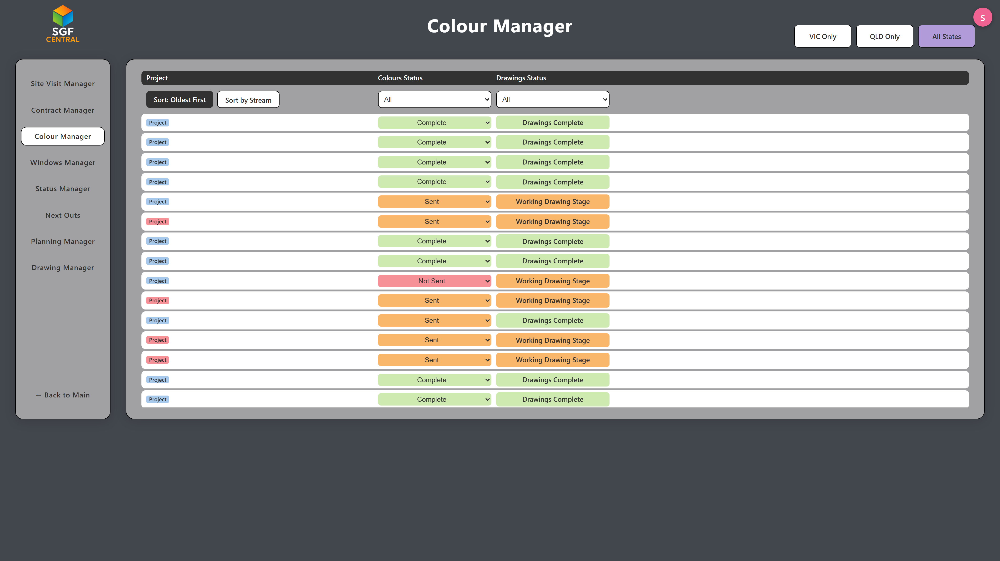 SGF
CENTRAL
Colour Manager
S
VIC Only
QLD Only
All States
Site Visit Manager
Contract Manager
Colour Manager
Windows Manager
Status Manager
Next Outs
Planning Manager
Drawing Manager
← Back to Main
Project Colours Status Drawings Status
Sort: Oldest First Sort by Stream All All
Project Complete Drawings Complete
Project Complete Drawings Complete
Project Complete Drawings Complete
Project Complete Drawings Complete
Project Sent Working Drawing Stage
Project Sent Working Drawing Stage
Project Complete Drawings Complete
Project Complete Drawings Complete
Project Not Sent Working Drawing Stage
Project Sent Working Drawing Stage
Project Sent Drawings Complete
Project Sent Working Drawing Stage
Project Sent Working Drawing Stage
Project Complete Drawings Complete
Project Complete Drawings Complete